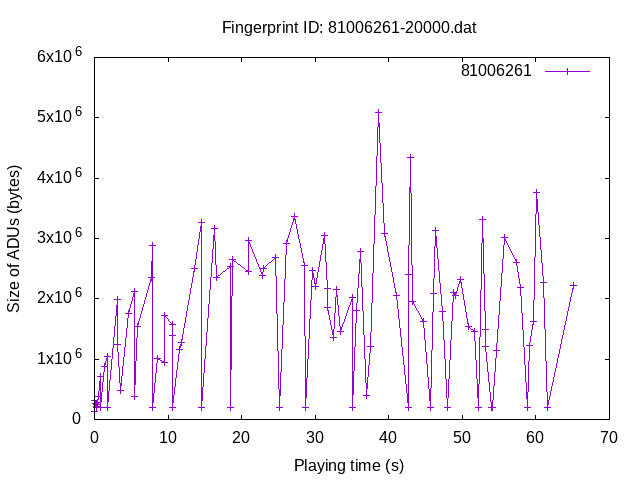 Fingerprint ID: 81006261-20000.dat
81006261
Size of ADUs (bytes)
6x10^6
5x10^6
4x10^6
3x10^6
2x10^6
1x10^6
0
0 10 20 30 40 50 60 70
Playing time (s)